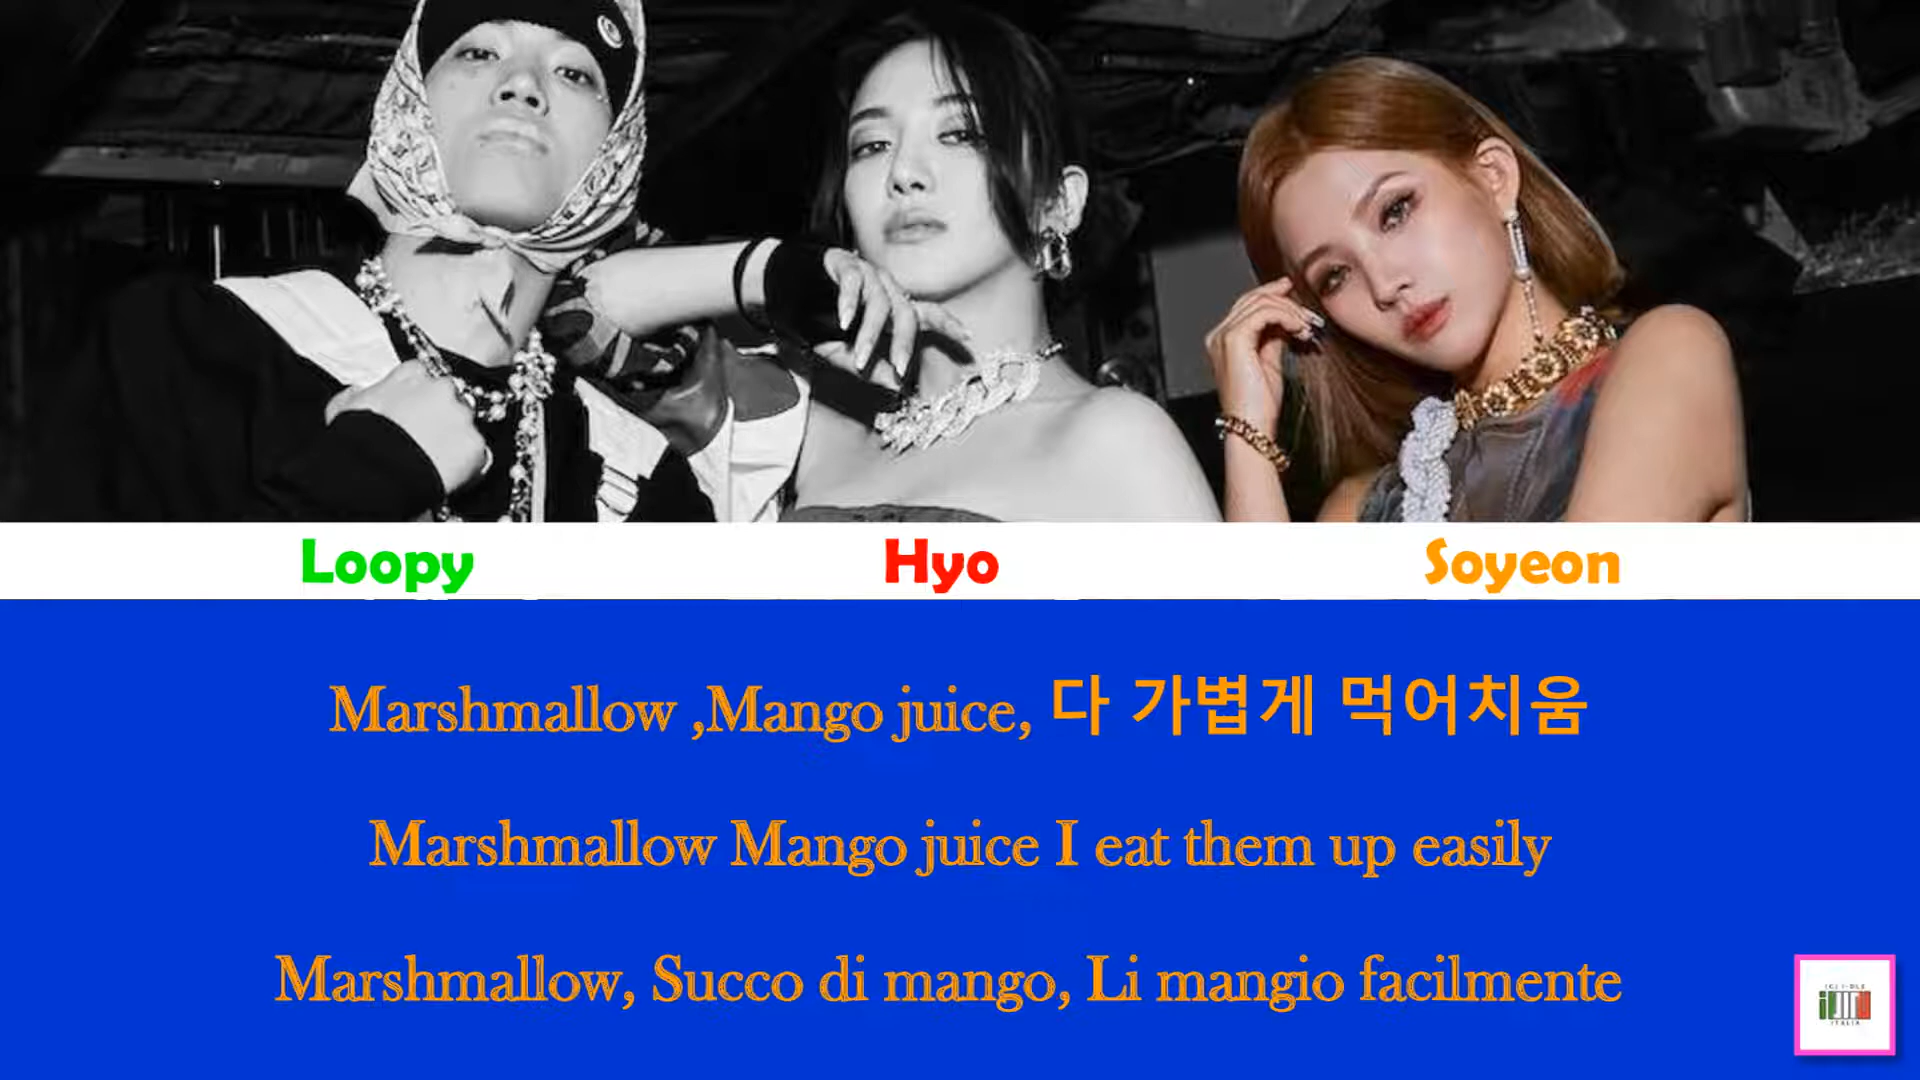 Loopy Hyo Soyeon
Marshmallow ,Mango juice, 다 가볍게 먹어치움
Marshmallow Mango juice I eat them up easily
Marshmallow, Succo di mango, Li mangio facilmente
ITALIA